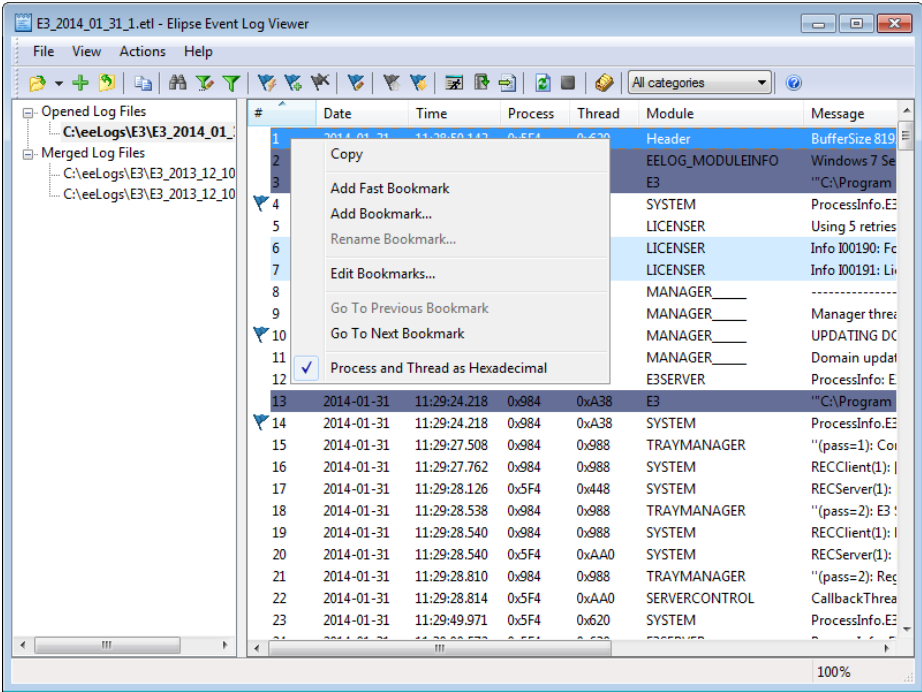 E3_2014_01_31_1.etl - Elipse Event Log Viewer
File View Actions Help
All categories
Opened Log Files
C:\eeLogs\E3\E3_2014_01_
Merged Log Files
C:\eeLogs\E3\E3_2013_12_10
C:\eeLogs\E3\E3_2013_12_10
# Date Time Process Thread Module Message
1 2014-01-31 11:28:59.142 0x5F4 0x620 Header BufferSize 819
2 EELOG_MODULEINFO Windows 7 Se
3 E3 '"C:\Program
4 SYSTEM ProcessInfo.E3
5 LICENSER Using 5 retries
6 LICENSER Info I00190: Fo
7 LICENSER Info I00191: Li
8 MANAGER_____ ---------------
9 MANAGER_____ Manager threa
10 MANAGER_____ UPDATING DO
11 MANAGER_____ Domain updat
12 E3SERVER ProcessInfo: E
Copy
Add Fast Bookmark
Add Bookmark...
Rename Bookmark...
Edit Bookmarks...
Go To Previous Bookmark
Go To Next Bookmark
Process and Thread as Hexadecimal
13 2014-01-31 11:29:24.218 0x984 0xA38 E3 '"C:\Program
14 2014-01-31 11:29:24.218 0x984 0xA38 SYSTEM ProcessInfo.E3
15 2014-01-31 11:29:27.508 0x984 0x988 TRAYMANAGER "(pass=1): Con
16 2014-01-31 11:29:27.762 0x984 0x988 SYSTEM RECClient(1):
17 2014-01-31 11:29:28.126 0x5F4 0x448 SYSTEM RECServer(1):
18 2014-01-31 11:29:28.538 0x984 0x988 TRAYMANAGER "(pass=2): E3
19 2014-01-31 11:29:28.540 0x984 0x988 SYSTEM RECClient(1):
20 2014-01-31 11:29:28.540 0x5F4 0xAA0 SYSTEM RECServer(1):
21 2014-01-31 11:29:28.810 0x984 0x988 TRAYMANAGER "(pass=2): Reg
22 2014-01-31 11:29:28.814 0x5F4 0xAA0 SERVERCONTROL CallbackThrea
23 2014-01-31 11:29:49.971 0x5F4 0x620 SYSTEM ProcessInfo.E3
100%